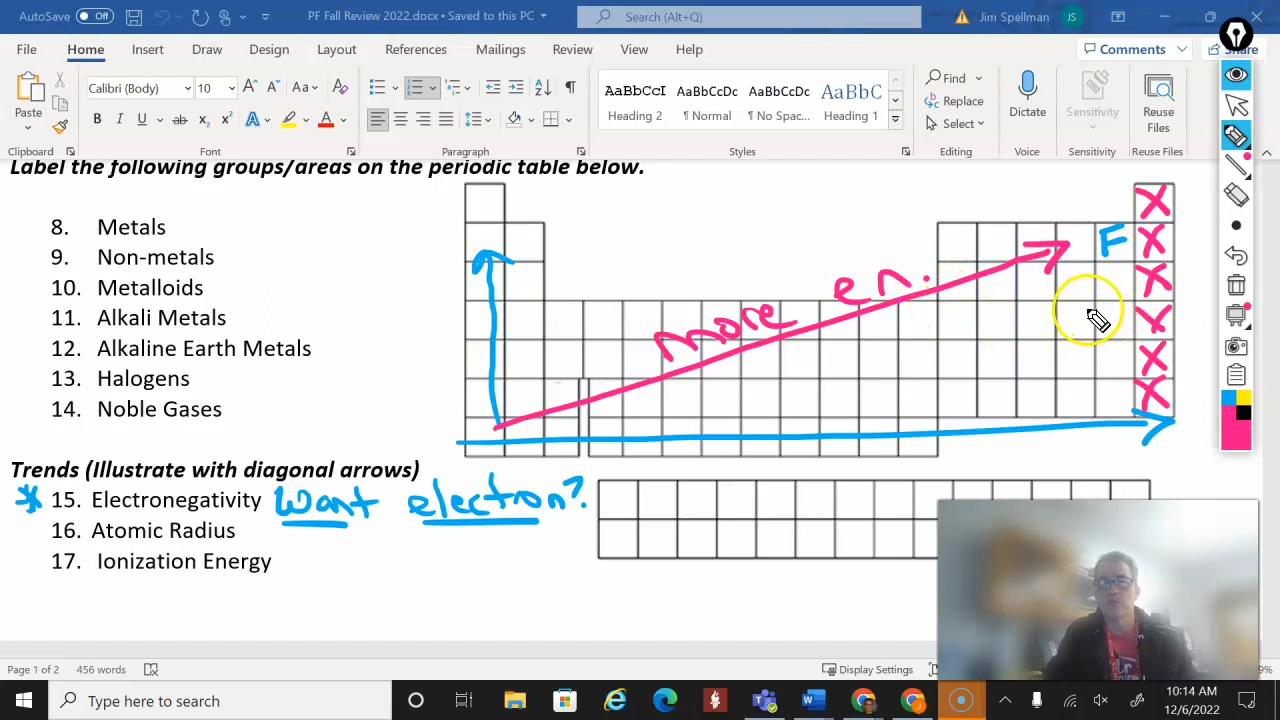 AutoSave Off PF Fall Review 2022.docx • Saved to this PC Search (Alt+Q) Jim Spellman JS
File Home Insert Draw Design Layout References Mailings Review View Help Comments Share
Calibri (Body) 10 Aa
Paste
B I U ab x₂ x² A A
AaBbCcI AaBbCcDc AaBbCcDc AaBbC
Heading 2 ¶ Normal ¶ No Spac... Heading 1
Find
Replace
Select
Dictate Sensitivity Reuse Files
Clipboard Font Paragraph Styles Editing Voice Sensitivity Reuse Files
Label the following groups/areas on the periodic table below.
8. Metals
9. Non-metals
10. Metalloids
11. Alkali Metals
12. Alkaline Earth Metals
13. Halogens
14. Noble Gases
X
F X
X
X
X
X
more en.
Trends (Illustrate with diagonal arrows)
* 15. Electronegativity Want electron?
16. Atomic Radius
17. Ionization Energy
Page 1 of 2 456 words Display Settings 9%
Type here to search 10:14 AM
12/6/2022